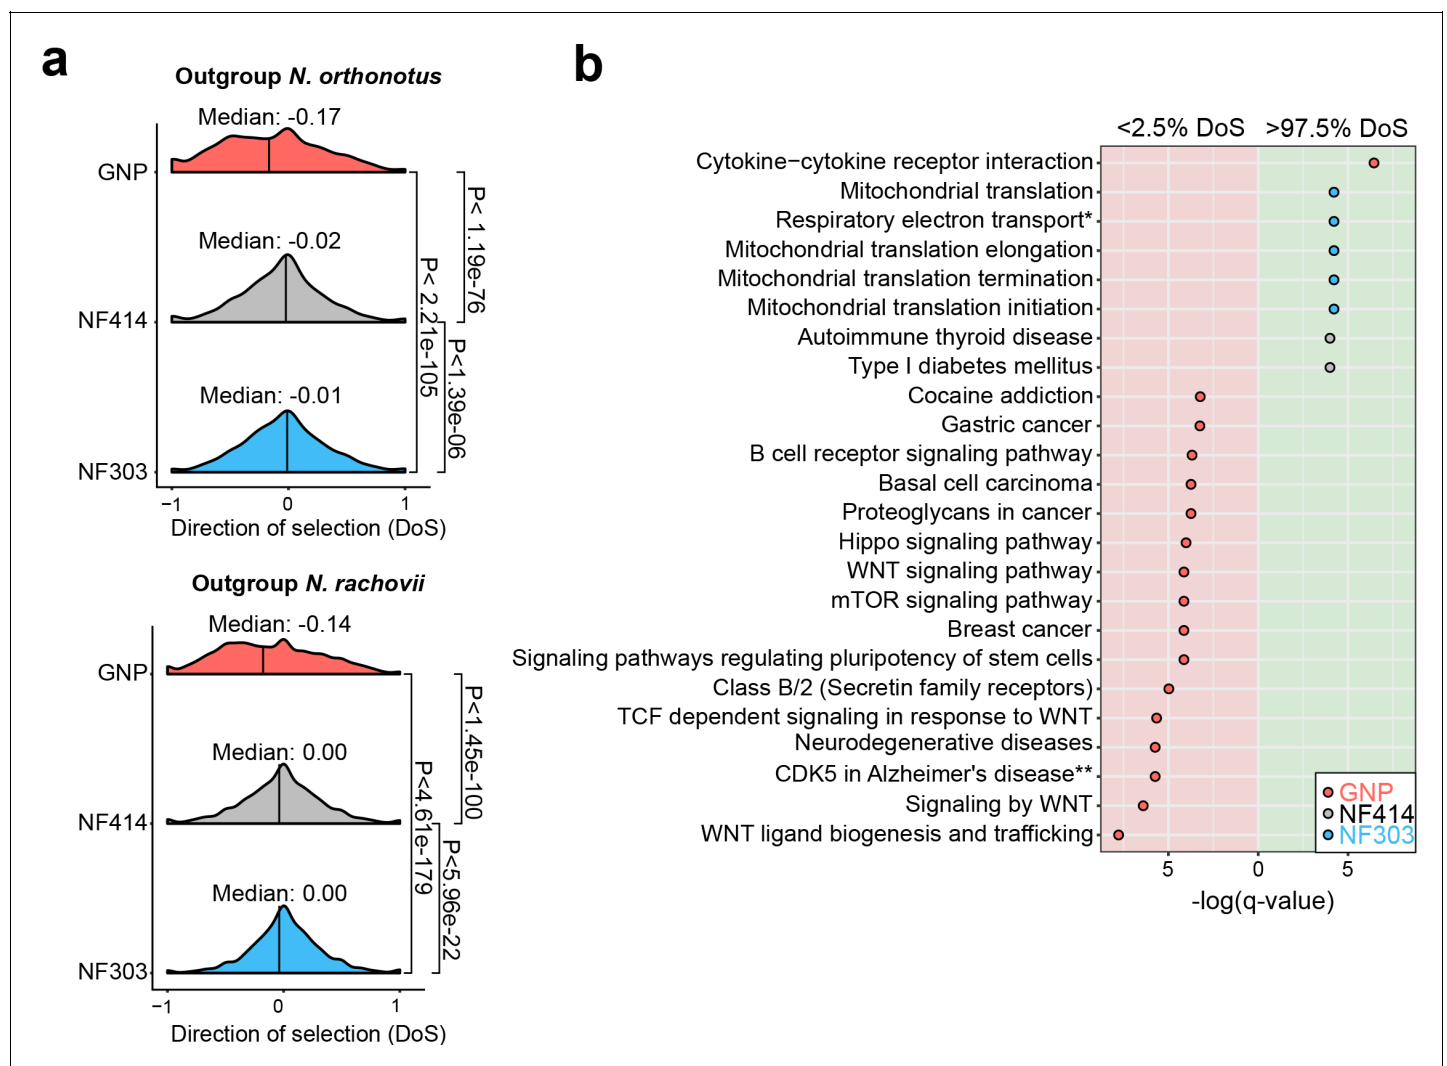 a
Outgroup N. orthonotus
Median: -0.17
GNP
Median: -0.02
NF414
Median: -0.01
NF303
P< 1.19e-76
P< 2.21e-105
P<1.39e-06
−1
0
1
Direction of selection (DoS)
Outgroup N. rachovii
Median: -0.14
GNP
Median: 0.00
NF414
Median: 0.00
NF303
P<1.45e-100
P<4.61e-179
P<5.96e-22
−1
0
1
Direction of selection (DoS)
b
<2.5% DoS >97.5% DoS
Cytokine−cytokine receptor interaction
Mitochondrial translation
Respiratory electron transport*
Mitochondrial translation elongation
Mitochondrial translation termination
Mitochondrial translation initiation
Autoimmune thyroid disease
Type I diabetes mellitus
Cocaine addiction
Gastric cancer
B cell receptor signaling pathway
Basal cell carcinoma
Proteoglycans in cancer
Hippo signaling pathway
WNT signaling pathway
mTOR signaling pathway
Breast cancer
Signaling pathways regulating pluripotency of stem cells
Class B/2 (Secretin family receptors)
TCF dependent signaling in response to WNT
Neurodegenerative diseases
CDK5 in Alzheimer's disease**
Signaling by WNT
WNT ligand biogenesis and trafficking
GNP
NF414
NF303
5
0
5
-log(q-value)